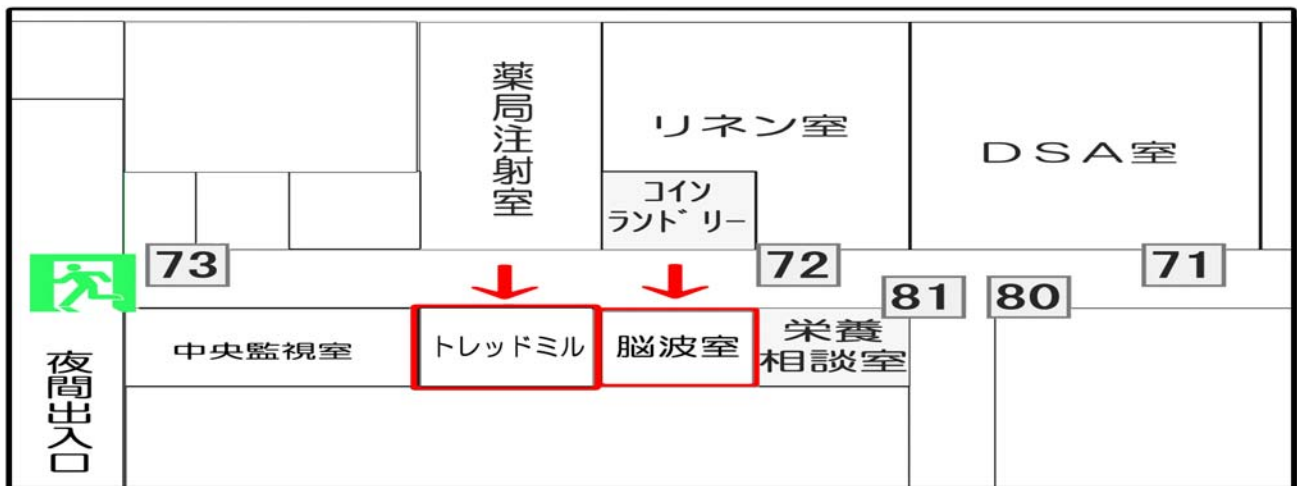 薬局注射室
リネン室
DSA室
コイン
ランドリー
73
72
71
81
80
夜間出入口
中央監視室
トレッドミル
脳波室
栄養
相談室